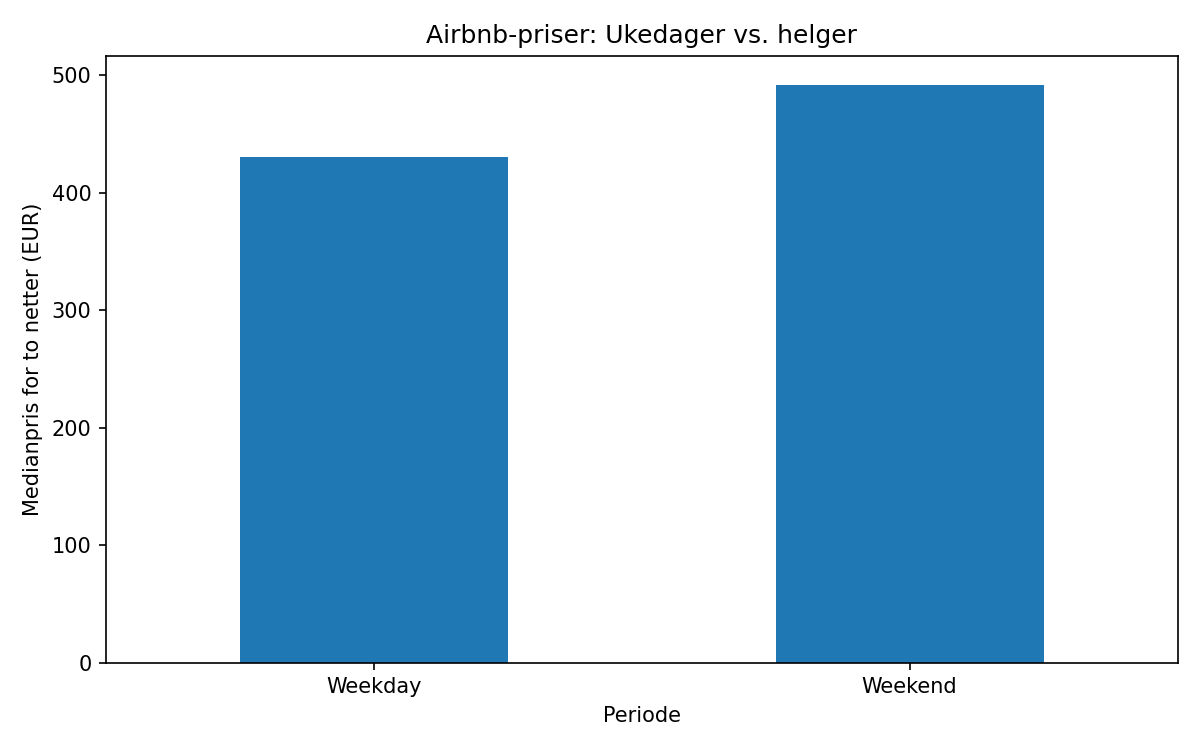 Airbnb-priser: Ukedager vs. helger
Medianpris for to netter (EUR)
500
400
300
200
100
0
Weekday
Weekend
Periode